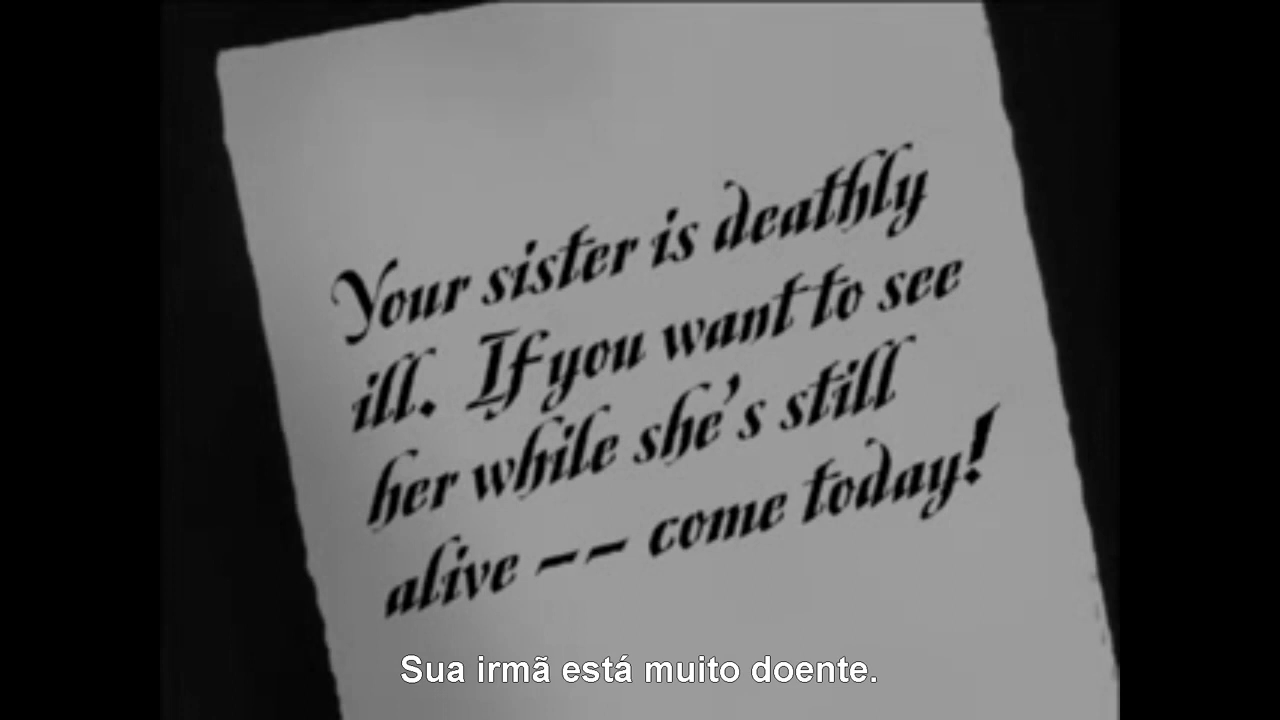 Your sister is deathly
ill. If you want to see
her while she's still
alive -- come today!
Sua irmã está muito doente.